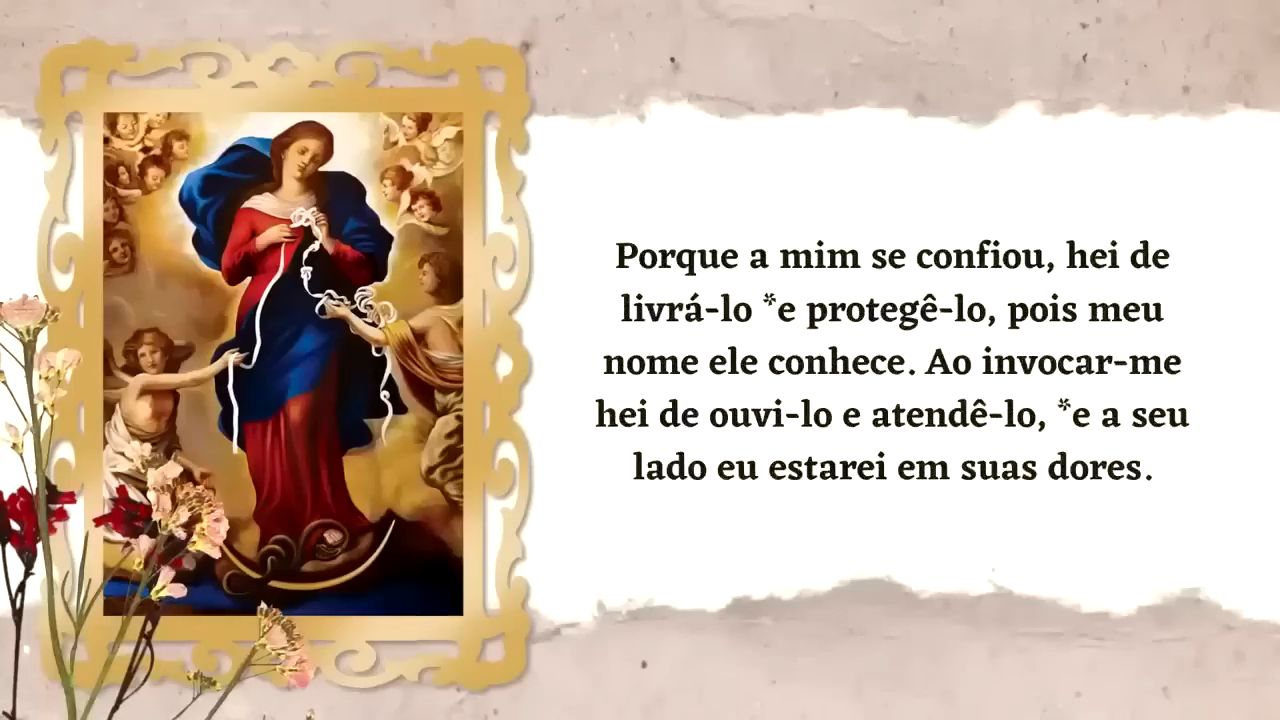 Porque a mim se confiou, hei de
livrá-lo *e protegê-lo, pois meu
nome ele conhece. Ao invocar-me
hei de ouvi-lo e atendê-lo, *e a seu
lado eu estarei em suas dores.